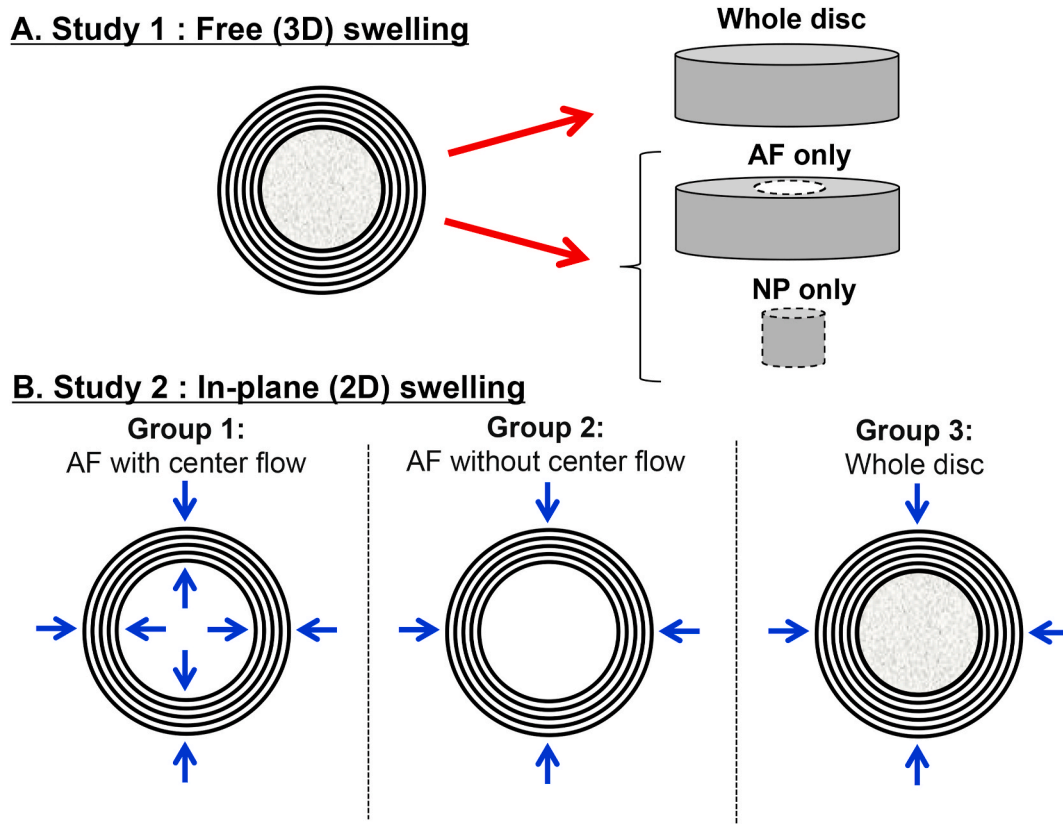 A. Study 1 : Free (3D) swelling
Whole disc
AF only
NP only
B. Study 2 : In-plane (2D) swelling
Group 1:
AF with center flow
Group 2:
AF without center flow
Group 3:
Whole disc